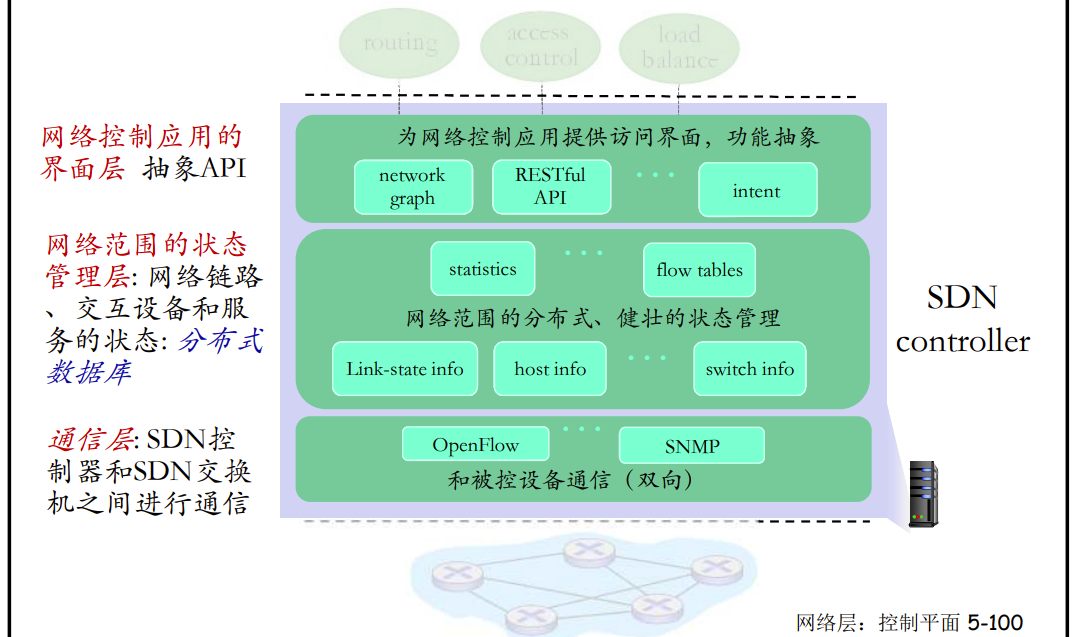 routing
access
control
load
balance
网络控制应用的
界面层 抽象API
为网络控制应用提供访问界面，功能抽象
network
graph
RESTful
API
...
intent
网络范围的状态
管理层: 网络链路
、交互设备和服
务的状态: 分布式
数据库
statistics
...
flow tables
网络范围的分布式、健壮的状态管理
Link-state info
host info
...
switch info
SDN
controller
通信层: SDN控
制器和SDN交换
机之间进行通信
OpenFlow
...
SNMP
和被控设备通信（双向）
网络层：控制平面 5-100